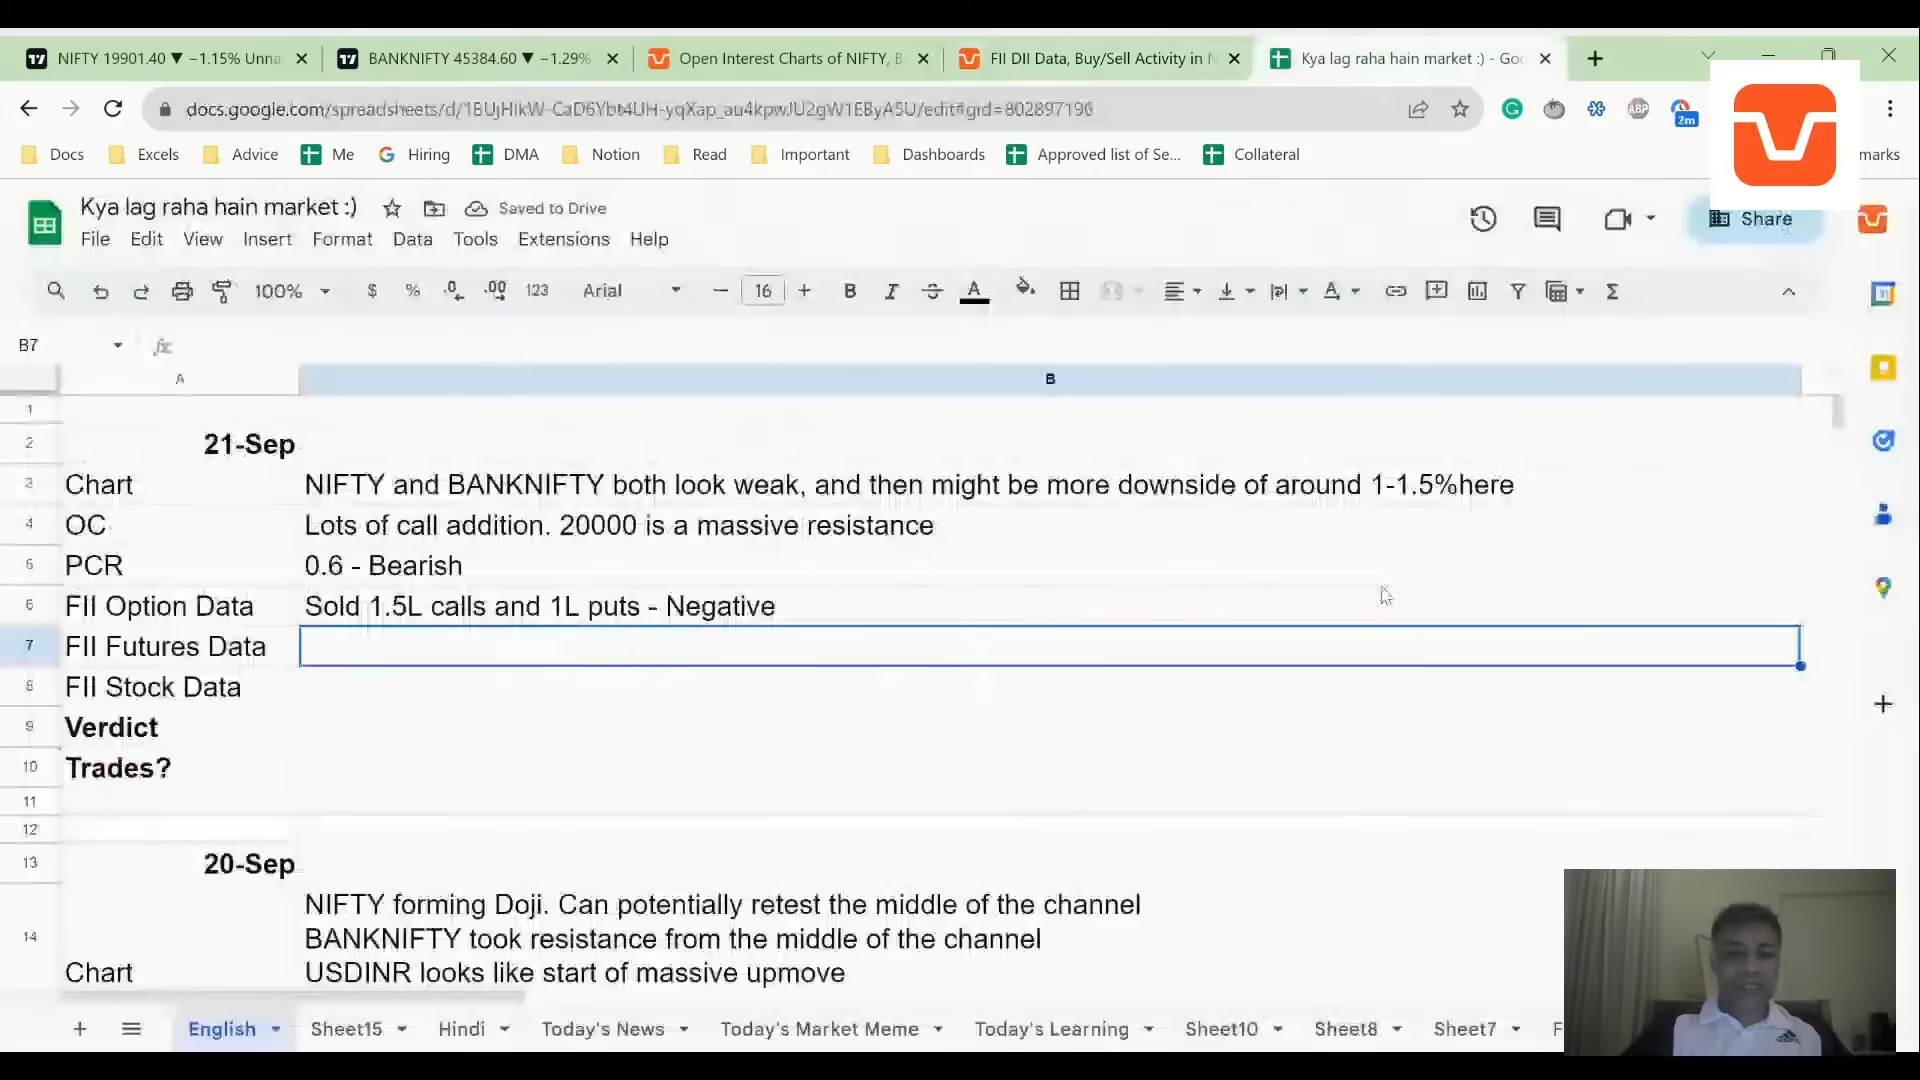 NIFTY 19901.40 ▼ −1.15% Unna
BANKNIFTY 45384.60 ▼ −1.29%
Open Interest Charts of NIFTY, B
FII DII Data, Buy/Sell Activity in N
Kya lag raha hain market :) - Goo
docs.google.com/spreadsheets/d/
/edit#gid=802897196
ABP
2m
Docs Excels Advice Me Hiring DMA Notion Read Important Dashboards Approved list of Se... Collateral
marks
Kya lag raha hain market :)
Saved to Drive
Share
File Edit View Insert Format Data Tools Extensions Help
100% $ % .0 .00 123 Arial − 16 + B I S A Σ
B7 fx
A B
1
2 21-Sep
3 Chart NIFTY and BANKNIFTY both look weak, and then might be more downside of around 1-1.5%here
4 OC Lots of call addition. 20000 is a massive resistance
5 PCR 0.6 - Bearish
6 FII Option Data Sold 1.5L calls and 1L puts - Negative
7 FII Futures Data
8 FII Stock Data
9 Verdict
10 Trades?
11
12
13 20-Sep
NIFTY forming Doji. Can potentially retest the middle of the channel
14 BANKNIFTY took resistance from the middle of the channel
Chart USDINR looks like start of massive upmove
English Sheet15 Hindi Today's News Today's Market Meme Today's Learning Sheet10 Sheet8 Sheet7 F